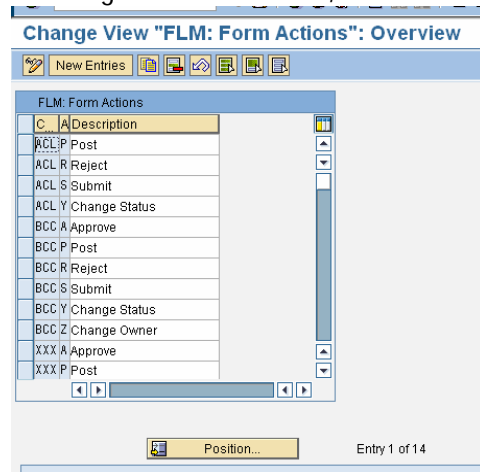 Change View "FLM: Form Actions": Overview
New Entries
FLM: Form Actions
C... A Description
ACL P Post
ACL R Reject
ACL S Submit
ACL Y Change Status
BCC A Approve
BCC P Post
BCC R Reject
BCC S Submit
BCC Y Change Status
BCC Z Change Owner
XXX A Approve
XXX P Post
Position... Entry 1 of 14